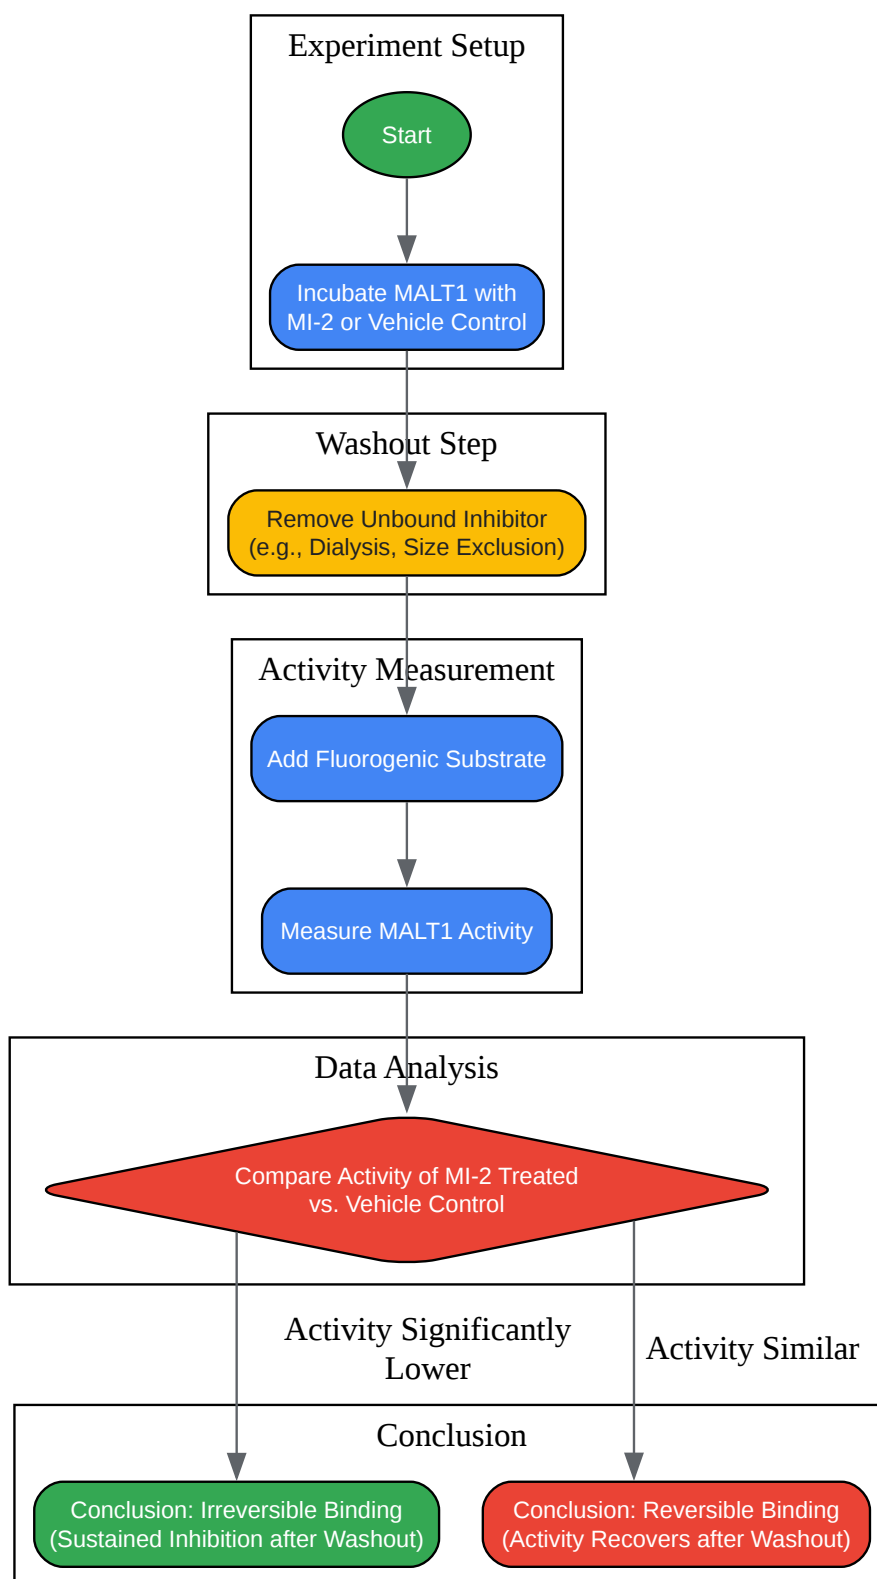 Experiment Setup
Start
Incubate MALT1 with
MI-2 or Vehicle Control
Washout Step
Remove Unbound Inhibitor
(e.g., Dialysis, Size Exclusion)
Activity Measurement
Add Fluorogenic Substrate
Measure MALT1 Activity
Data Analysis
Compare Activity of MI-2 Treated
vs. Vehicle Control
Activity Significantly
Lower
Activity Similar
Conclusion
Conclusion: Irreversible Binding
(Sustained Inhibition after Washout)
Conclusion: Reversible Binding
(Activity Recovers after Washout)